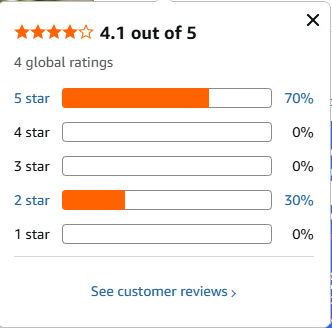 4.1 out of 5
4 global ratings
5 star 70%
4 star 0%
3 star 0%
2 star 30%
1 star 0%
See customer reviews ›